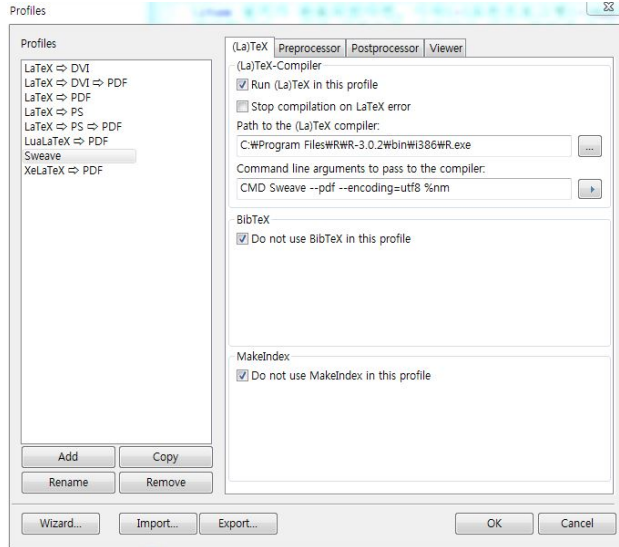 Profiles
Profiles
LaTeX ⇨ DVI
LaTeX ⇨ DVI ⇨ PDF
LaTeX ⇨ PDF
LaTeX ⇨ PS
LaTeX ⇨ PS ⇨ PDF
LuaLaTeX ⇨ PDF
Sweave
XeLaTeX ⇨ PDF
Add
Copy
Rename
Remove
(La)TeX
Preprocessor
Postprocessor
Viewer
(La)TeX-Compiler
Run (La)TeX in this profile
Stop compilation on LaTeX error
Path to the (La)TeX compiler:
C:₩Program Files₩R₩R-3.0.2₩bin₩i386₩R.exe
...
Command line arguments to pass to the compiler:
CMD Sweave --pdf --encoding=utf8 %nm
BibTeX
Do not use BibTeX in this profile
MakeIndex
Do not use MakeIndex in this profile
Wizard...
Import...
Export...
OK
Cancel